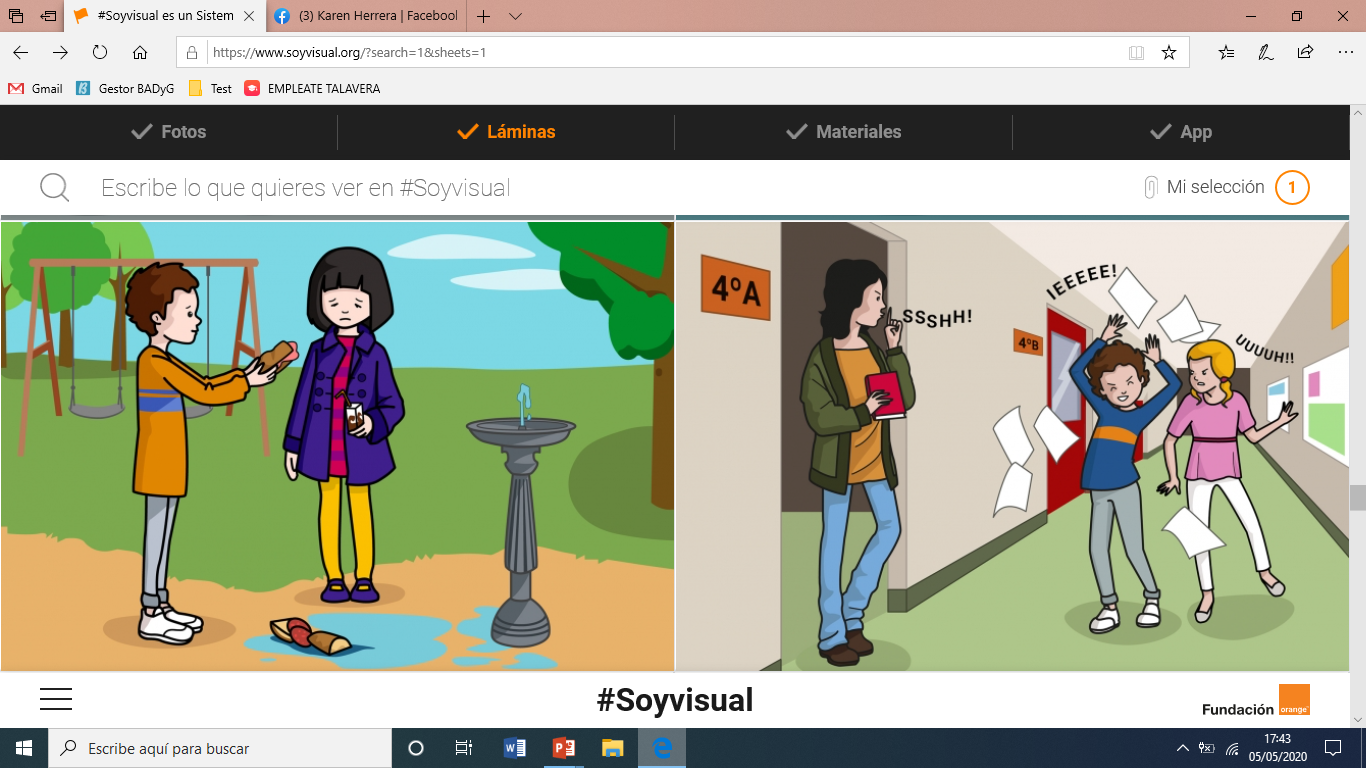 #Soyvisual es un Sistem
(3) Karen Herrera | Facebool
https://www.soyvisual.org/?search=1&sheets=1
Gmail
Gestor BADyG
Test
EMPLEATE TALAVERA
Fotos
Láminas
Materiales
App
Escribe lo que quieres ver en #Soyvisual
Mi selección 1
4ºA
SSSHH!
IEEEEE!
4ºB
UUUUH!!
#Soyvisual
Fundación
orange™
Escribe aquí para buscar
17:43
05/05/2020